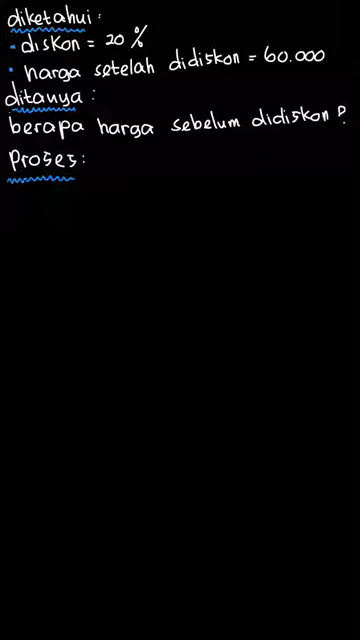 diketahui:
- diskon = 20 %
• harga setelah didiskon = 60.000
ditanya:
berapa harga sebelum didiskon?
Proses: